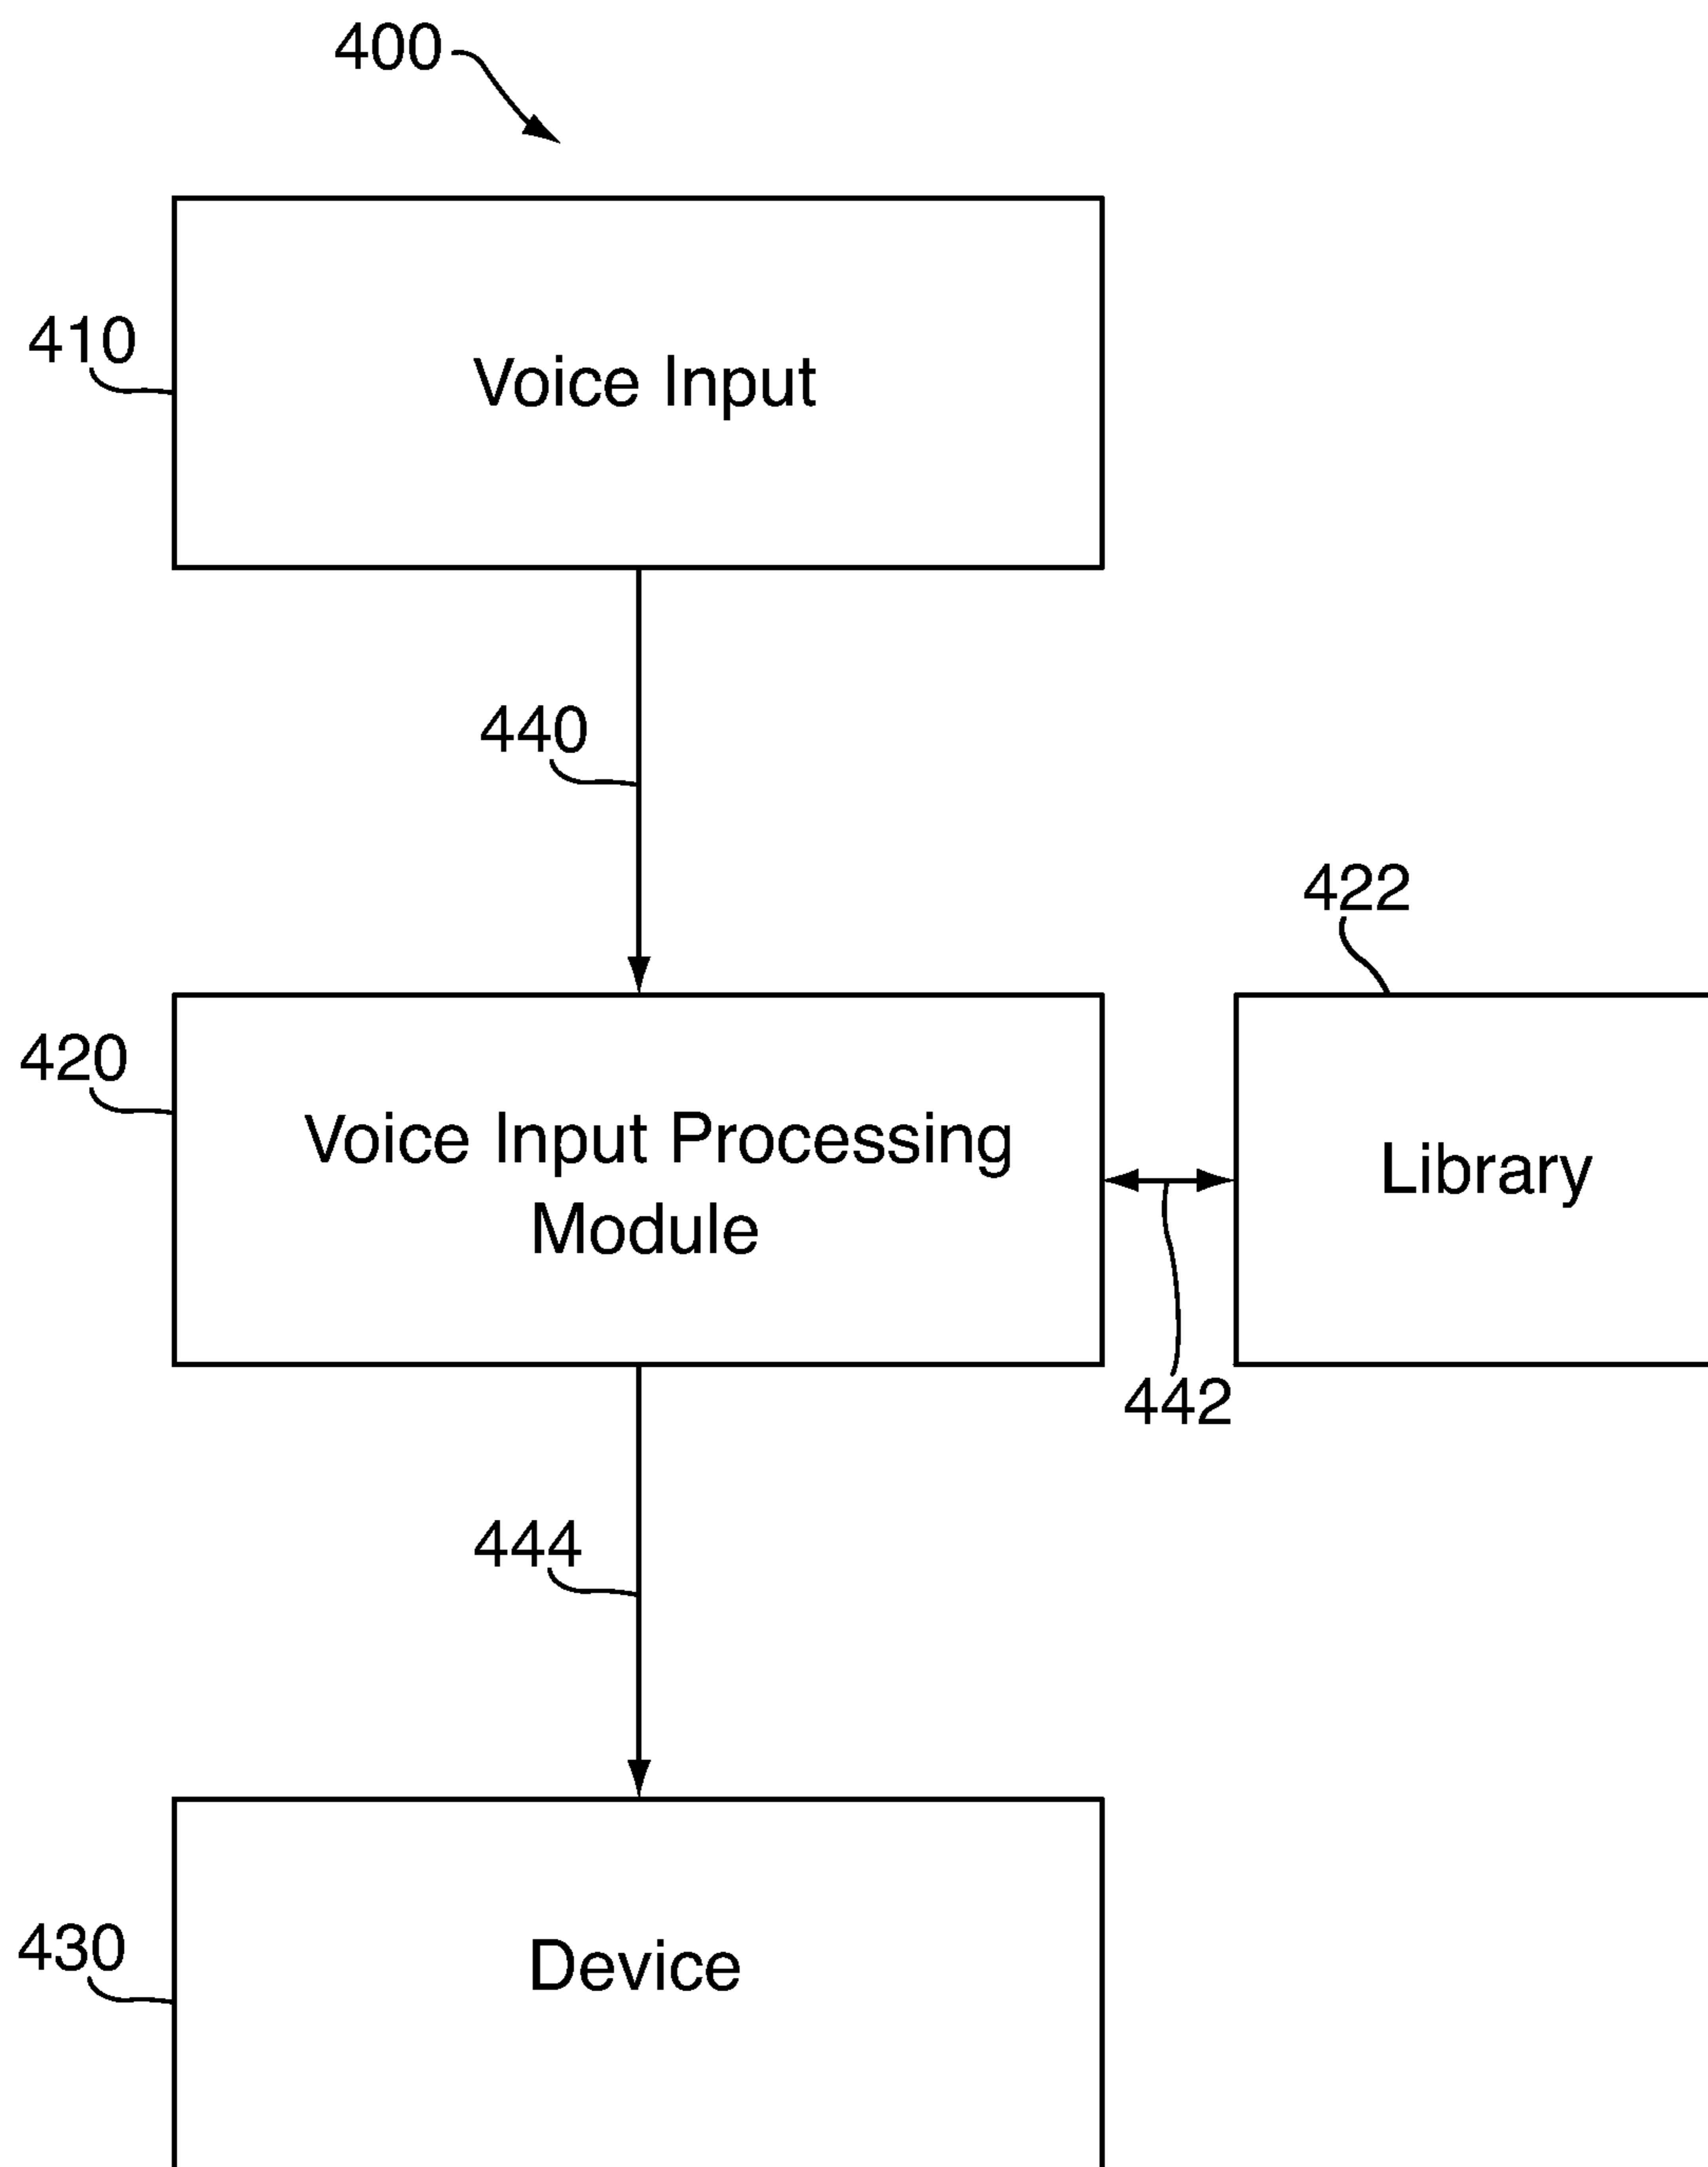 400
410
Voice Input
440
422
420
Voice Input Processing
Module
Library
442
444
430
Device